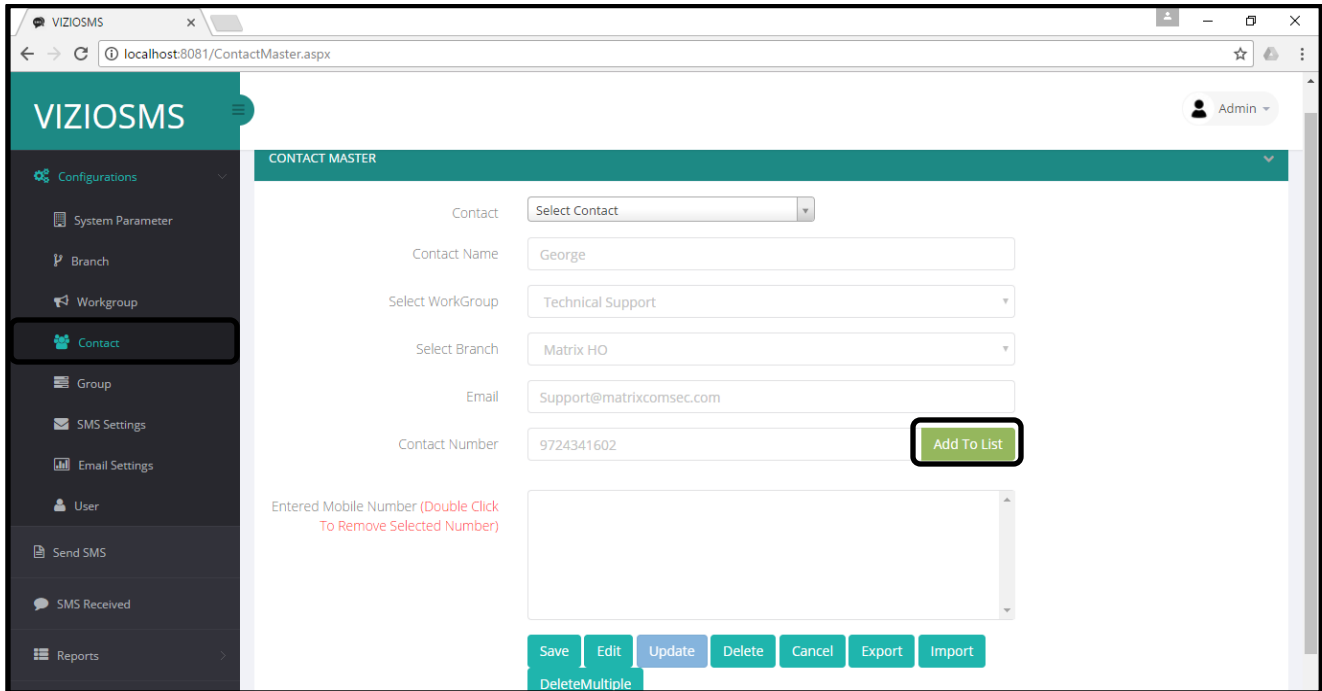 VIZIOSMS
localhost:8081/ContactMaster.aspx
VIZIOSMS
Admin
Configurations
System Parameter
Branch
Workgroup
Contact
Group
SMS Settings
Email Settings
User
Send SMS
SMS Received
Reports
CONTACT MASTER
Contact Select Contact
Contact Name George
Select WorkGroup Technical Support
Select Branch Matrix HO
Email Support@matrixcomsec.com
Contact Number 9724341602 Add To List
Entered Mobile Number (Double Click
To Remove Selected Number)
Save Edit Update Delete Cancel Export Import
DeleteMultiple